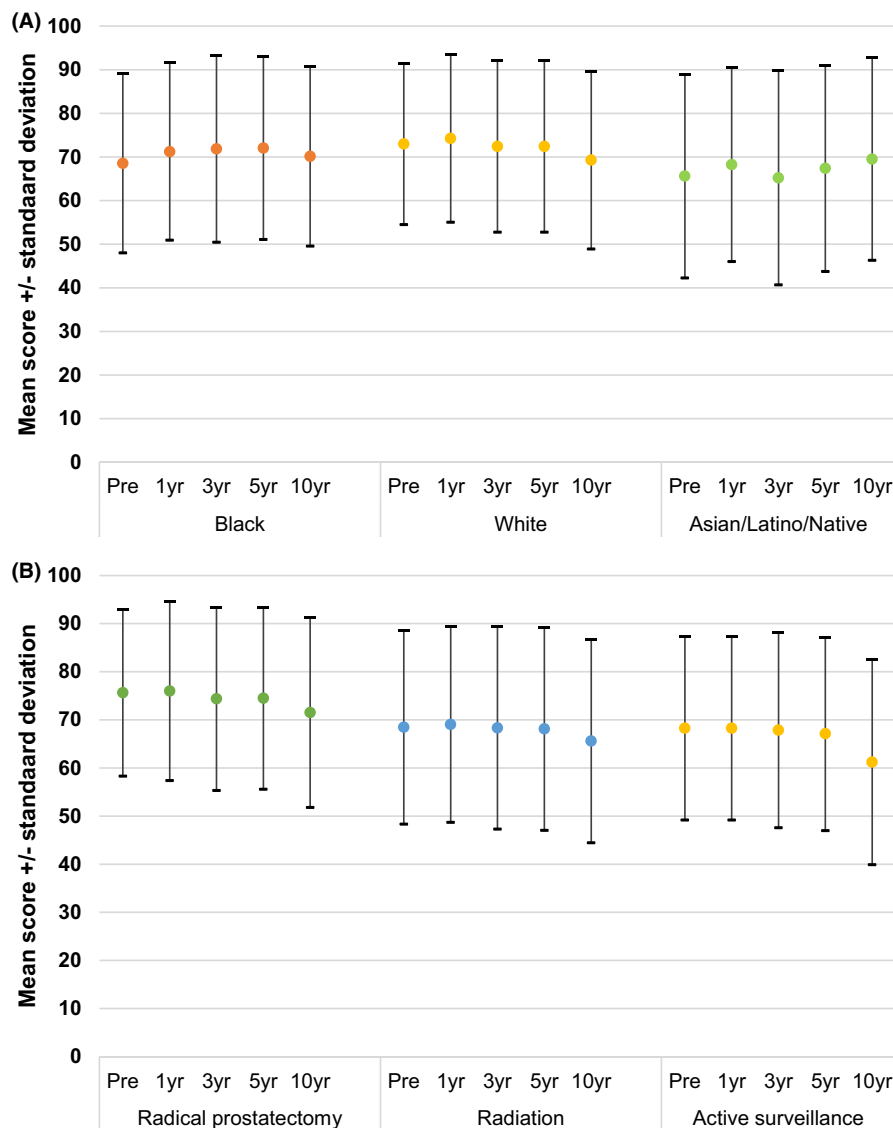 (A)
100
90
80
70
60
50
40
30
20
10
0
Mean score +/- standaard deviation
Pre 1yr 3yr 5yr 10yr Pre 1yr 3yr 5yr 10yr Pre 1yr 3yr 5yr 10yr
Black White Asian/Latino/Native
(B)
100
90
80
70
60
50
40
30
20
10
0
Mean score +/- standaard deviation
Pre 1yr 3yr 5yr 10yr Pre 1yr 3yr 5yr 10yr Pre 1yr 3yr 5yr 10yr
Radical prostatectomy Radiation Active surveillance